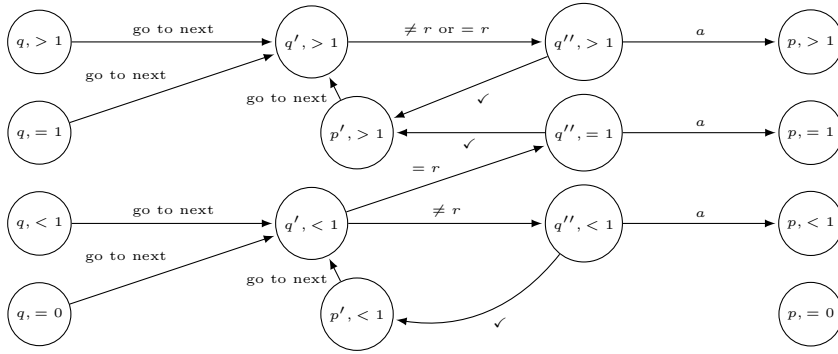 q, > 1
go to next
q′, > 1
≠ r or = r
q′′, > 1
a
p, > 1
go to next
go to next
✓
q, = 1
p′, > 1
✓
q′′, = 1
a
p, = 1
= r
q, < 1
go to next
q′, < 1
≠ r
q′′, < 1
a
p, < 1
go to next
go to next
q, = 0
p′, < 1
✓
p, = 0